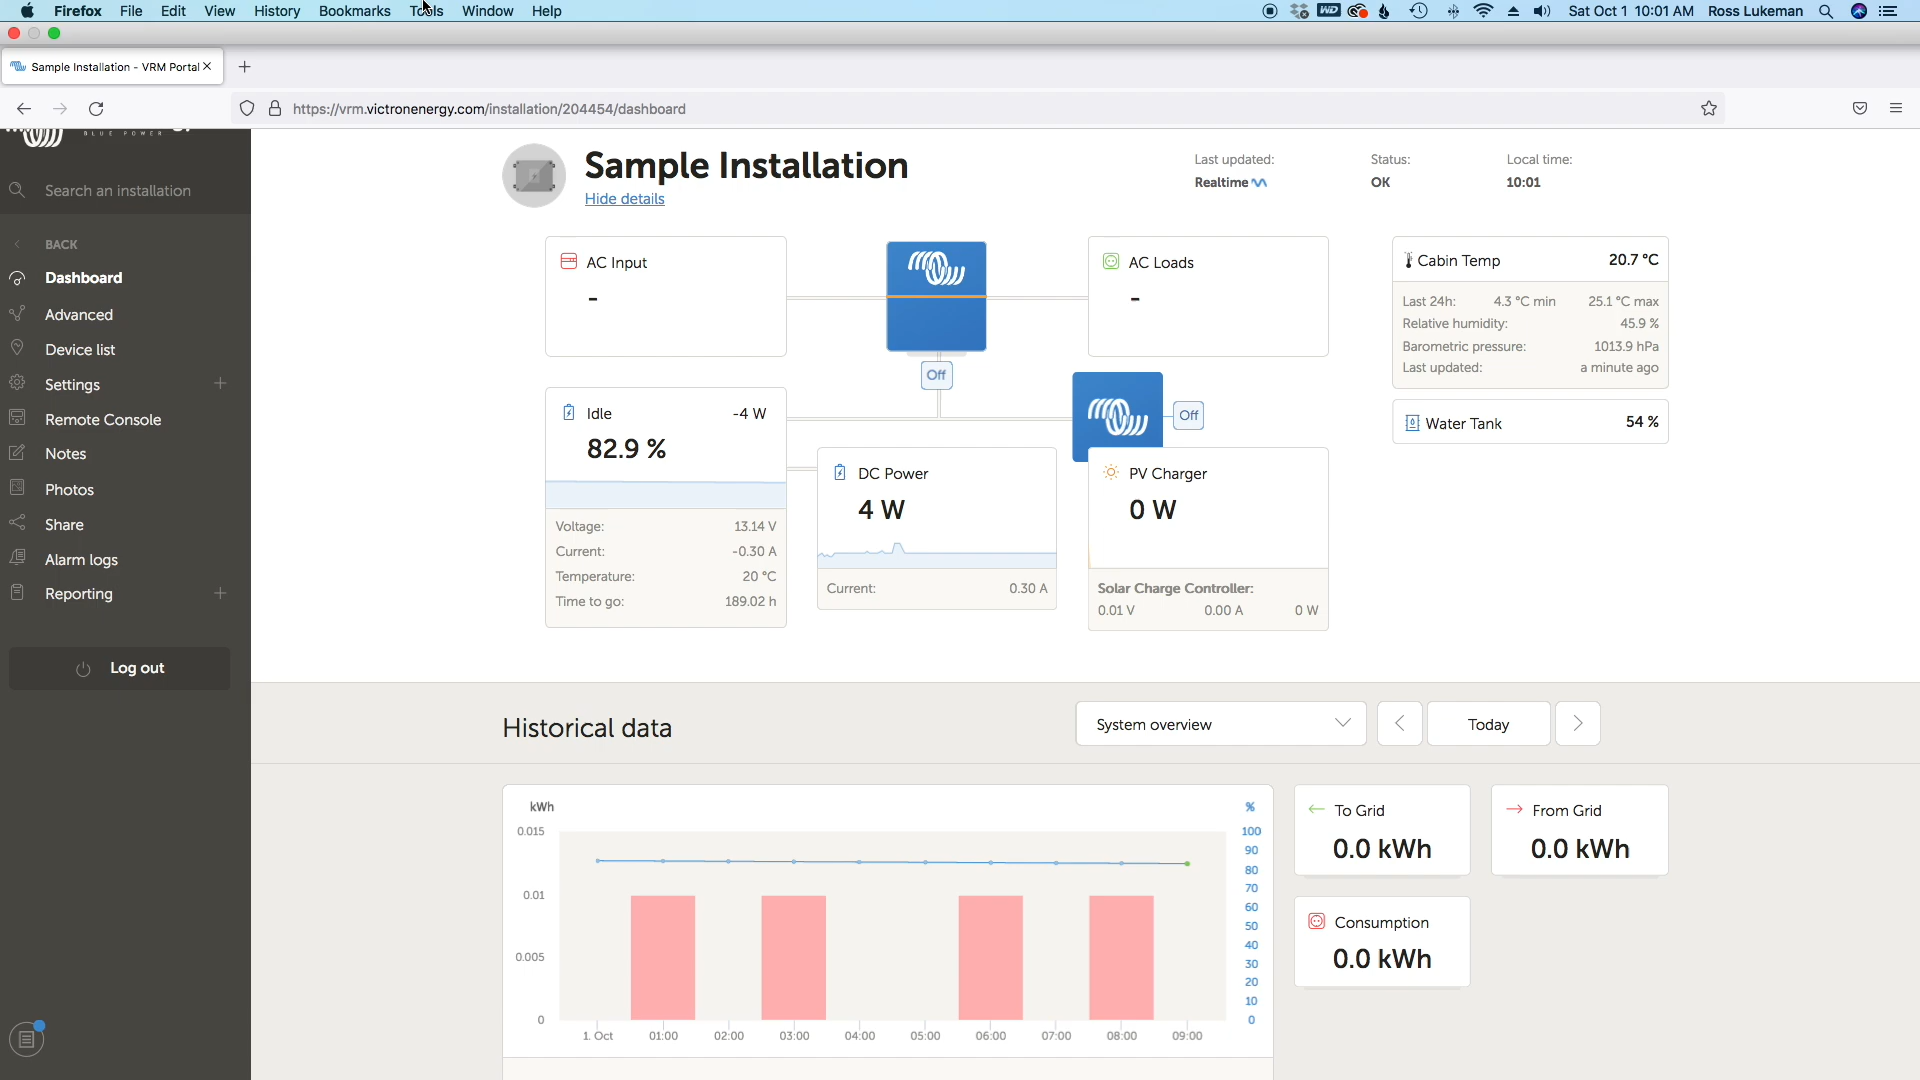 Firefox File Edit View History Bookmarks Tools Window Help
WD
Sat Oct 1 10:01 AM Ross Lukeman
Sample Installation - VRM Portal
https://vrm.victronenergy.com/installation/204454/dashboard
BLUE POWER
Search an installation
BACK
Dashboard
Advanced
Device list
Settings
Remote Console
Notes
Photos
Share
Alarm logs
Reporting
Log out
Sample Installation
Hide details
Last updated:
Realtime
Status:
OK
Local time:
10:01
AC Input
-
AC Loads
-
Off
Idle -4 W
82.9 %
Voltage: 13.14 V
Current: -0.30 A
Temperature: 20 °C
Time to go: 189.02 h
DC Power
4 W
Current: 0.30 A
Off
PV Charger
0 W
Solar Charge Controller:
0.01 V 0.00 A 0 W
Cabin Temp 20.7 °C
Last 24h: 4.3 °C min 25.1 °C max
Relative humidity: 45.9 %
Barometric pressure: 1013.9 hPa
Last updated: a minute ago
Water Tank 54 %
Historical data
System overview
Today
kWh %
0.015
0.01
0.005
0
100
90
80
70
60
50
40
30
20
10
0
1. Oct 01:00 02:00 03:00 04:00 05:00 06:00 07:00 08:00 09:00
To Grid
0.0 kWh
From Grid
0.0 kWh
Consumption
0.0 kWh